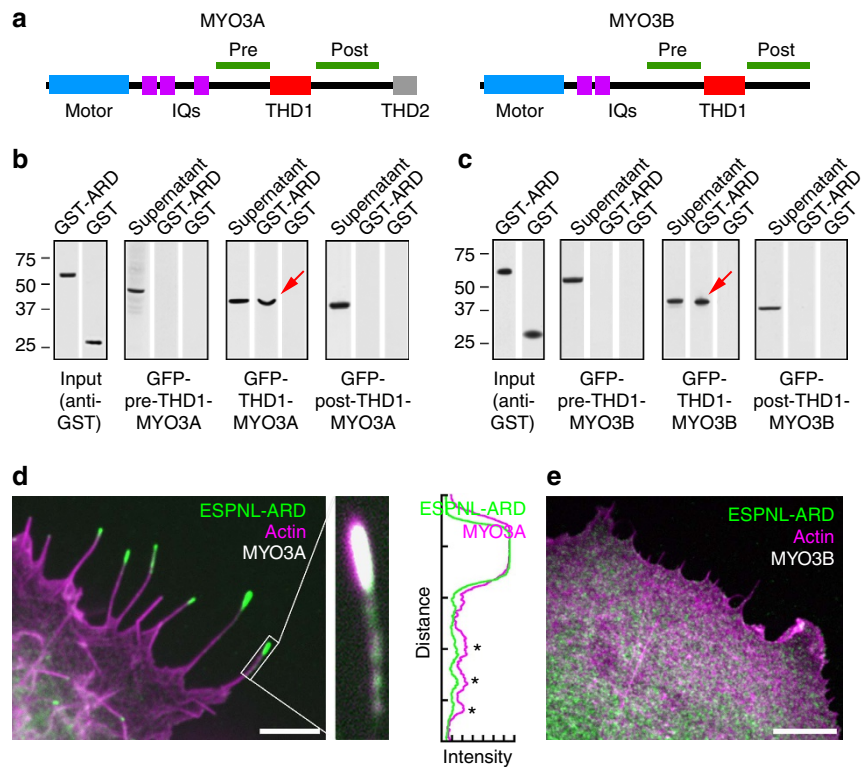 a
MYO3A
MYO3B
Pre
Post
Pre
Post
Motor
IQs
THD1
THD2
Motor
IQs
THD1
b
GST-ARD
GST
Supernatant
GST-ARD
GST
Supernatant
GST-ARD
GST
Supernatant
GST-ARD
GST
75
50
37
25
Input
(anti-
GST)
GFP-
pre-THD1-
MYO3A
GFP-
THD1-
MYO3A
GFP-
post-THD1-
MYO3A
c
GST-ARD
GST
Supernatant
GST-ARD
GST
Supernatant
GST-ARD
GST
Supernatant
GST-ARD
GST
75
50
37
25
Input
(anti-
GST)
GFP-
pre-THD1-
MYO3B
GFP-
THD1-
MYO3B
GFP-
post-THD1-
MYO3B
d
ESPNL-ARD
Actin
MYO3A
ESPNL-ARD
MYO3A
Distance
*
*
*
Intensity
e
ESPNL-ARD
Actin
MYO3B